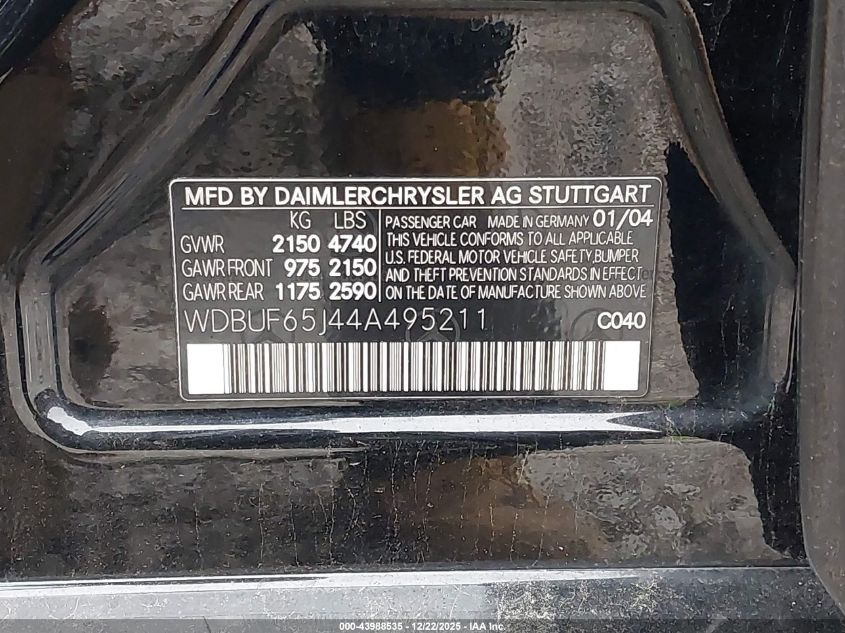 MFD BY DAIMLERCHRYSLER AG STUTTGART
KG LBS
GVWR 2150 4740
GAWR FRONT 975 2150
GAWR REAR 1175 2590
PASSENGER CAR MADE IN GERMANY 01/04
THIS VEHICLE CONFORMS TO ALL APPLICABLE
U.S. FEDERAL MOTOR VEHICLE SAFETY,BUMPER
AND THEFT PREVENTION STANDARDS IN EFFECT
ON THE DATE OF MANUFACTURE SHOWN ABOVE
WDBUF65J44A495211 C040
000-43988535 - 12/22/2025 - IAA Inc.